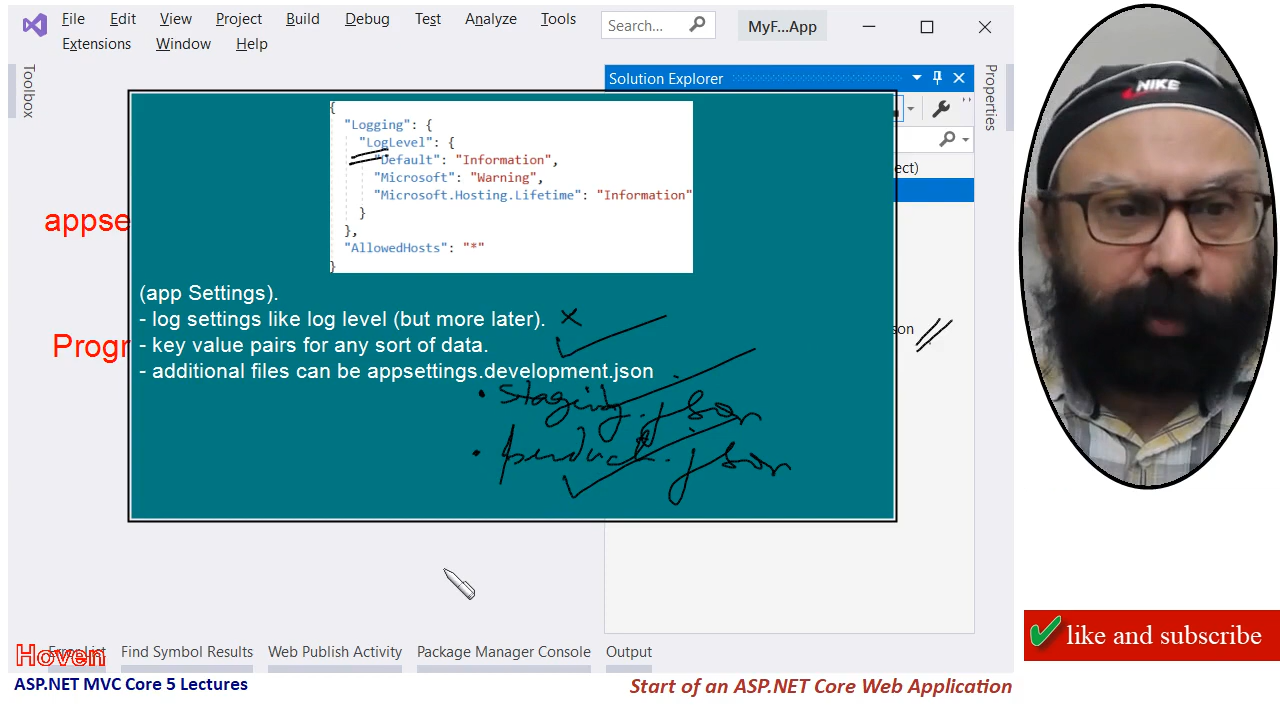 File Edit View Project Build Debug Test Analyze Tools
Search...
MyF...App
Extensions Window Help
Toolbox
Solution Explorer
Properties
{
"Logging": {
"LogLevel": {
"Default": "Information",
"Microsoft": "Warning",
"Microsoft.Hosting.Lifetime": "Information"
}
},
"AllowedHosts": "*"
}
ect)
appse
(app Settings).
- log settings like log level (but more later).
son
Progr
- key value pairs for any sort of data.
- additional files can be appsettings.development.json
• staging.json
• product.json
Error List Find Symbol Results Web Publish Activity Package Manager Console Output
Hoven
ASP.NET MVC Core 5 Lectures
Start of an ASP.NET Core Web Application
NIKE
like and subscribe